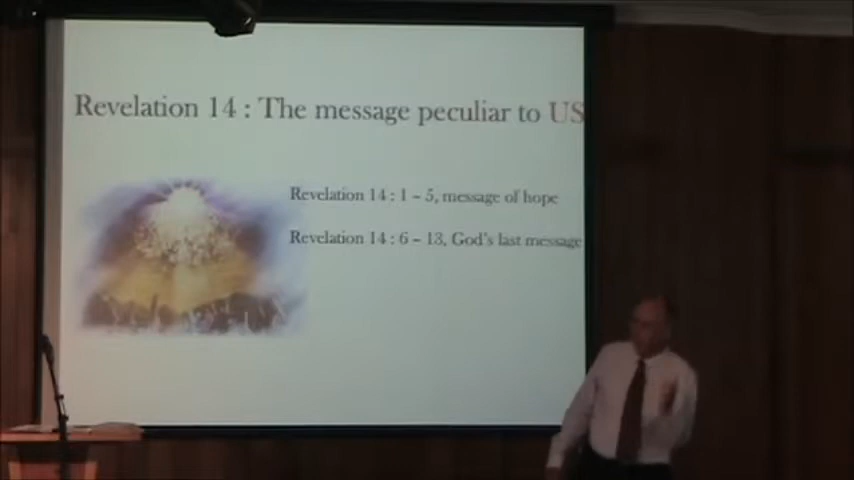 Revelation 14 : The message peculiar to US
Revelation 14 : 1 – 5, message of hope
Revelation 14 : 6 – 13, God's last message